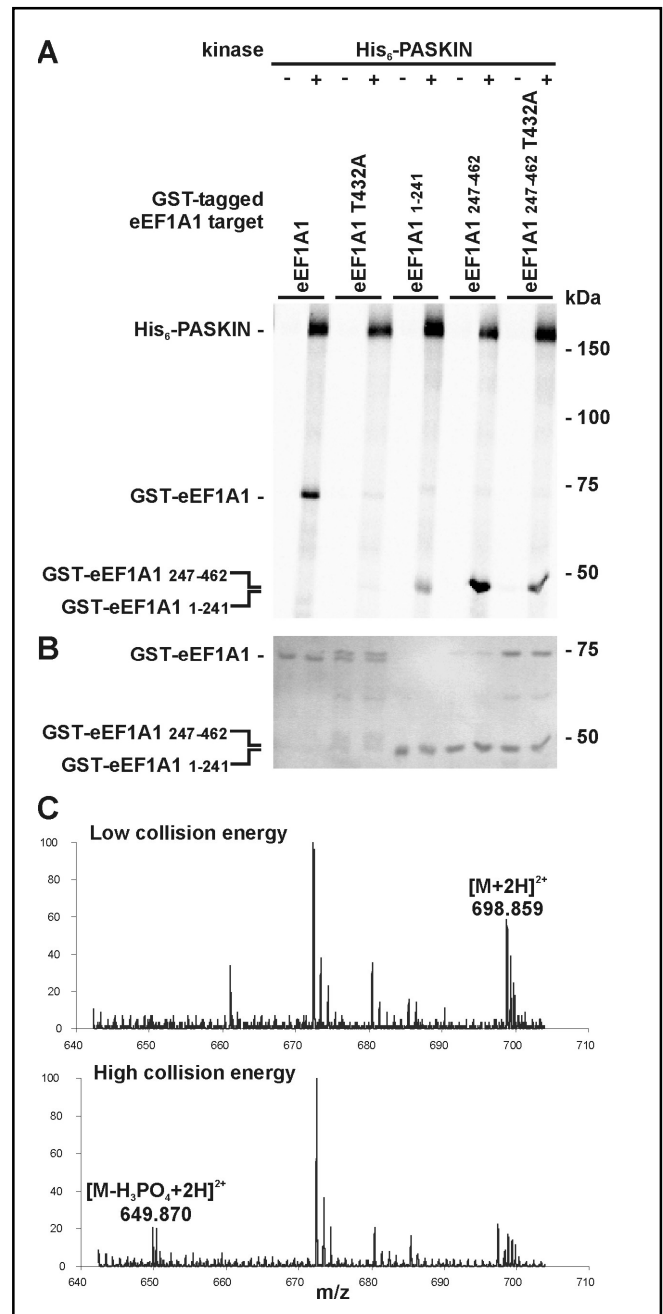 A
kinase His₆-PASKIN
- + - + - + - + - +
GST-tagged
eEF1A1 target
eEF1A1
eEF1A1 T432A
eEF1A1 1-241
eEF1A1 247-462
eEF1A1 247-462 T432A
kDa
His₆-PASKIN -
- 150
- 100
GST-eEF1A1 -
- 75
GST-eEF1A1 247-462
- 50
GST-eEF1A1 1-241
B
GST-eEF1A1 -
- 75
GST-eEF1A1 247-462
- 50
GST-eEF1A1 1-241
C
Low collision energy
[M+2H]²⁺
698.859
100
80
60
40
20
0
640 650 660 670 680 690 700 710
High collision energy
[M-H₃PO₄+2H]²⁺
649.870
100
80
60
40
20
0
640 650 660 670 680 690 700 710
m/z